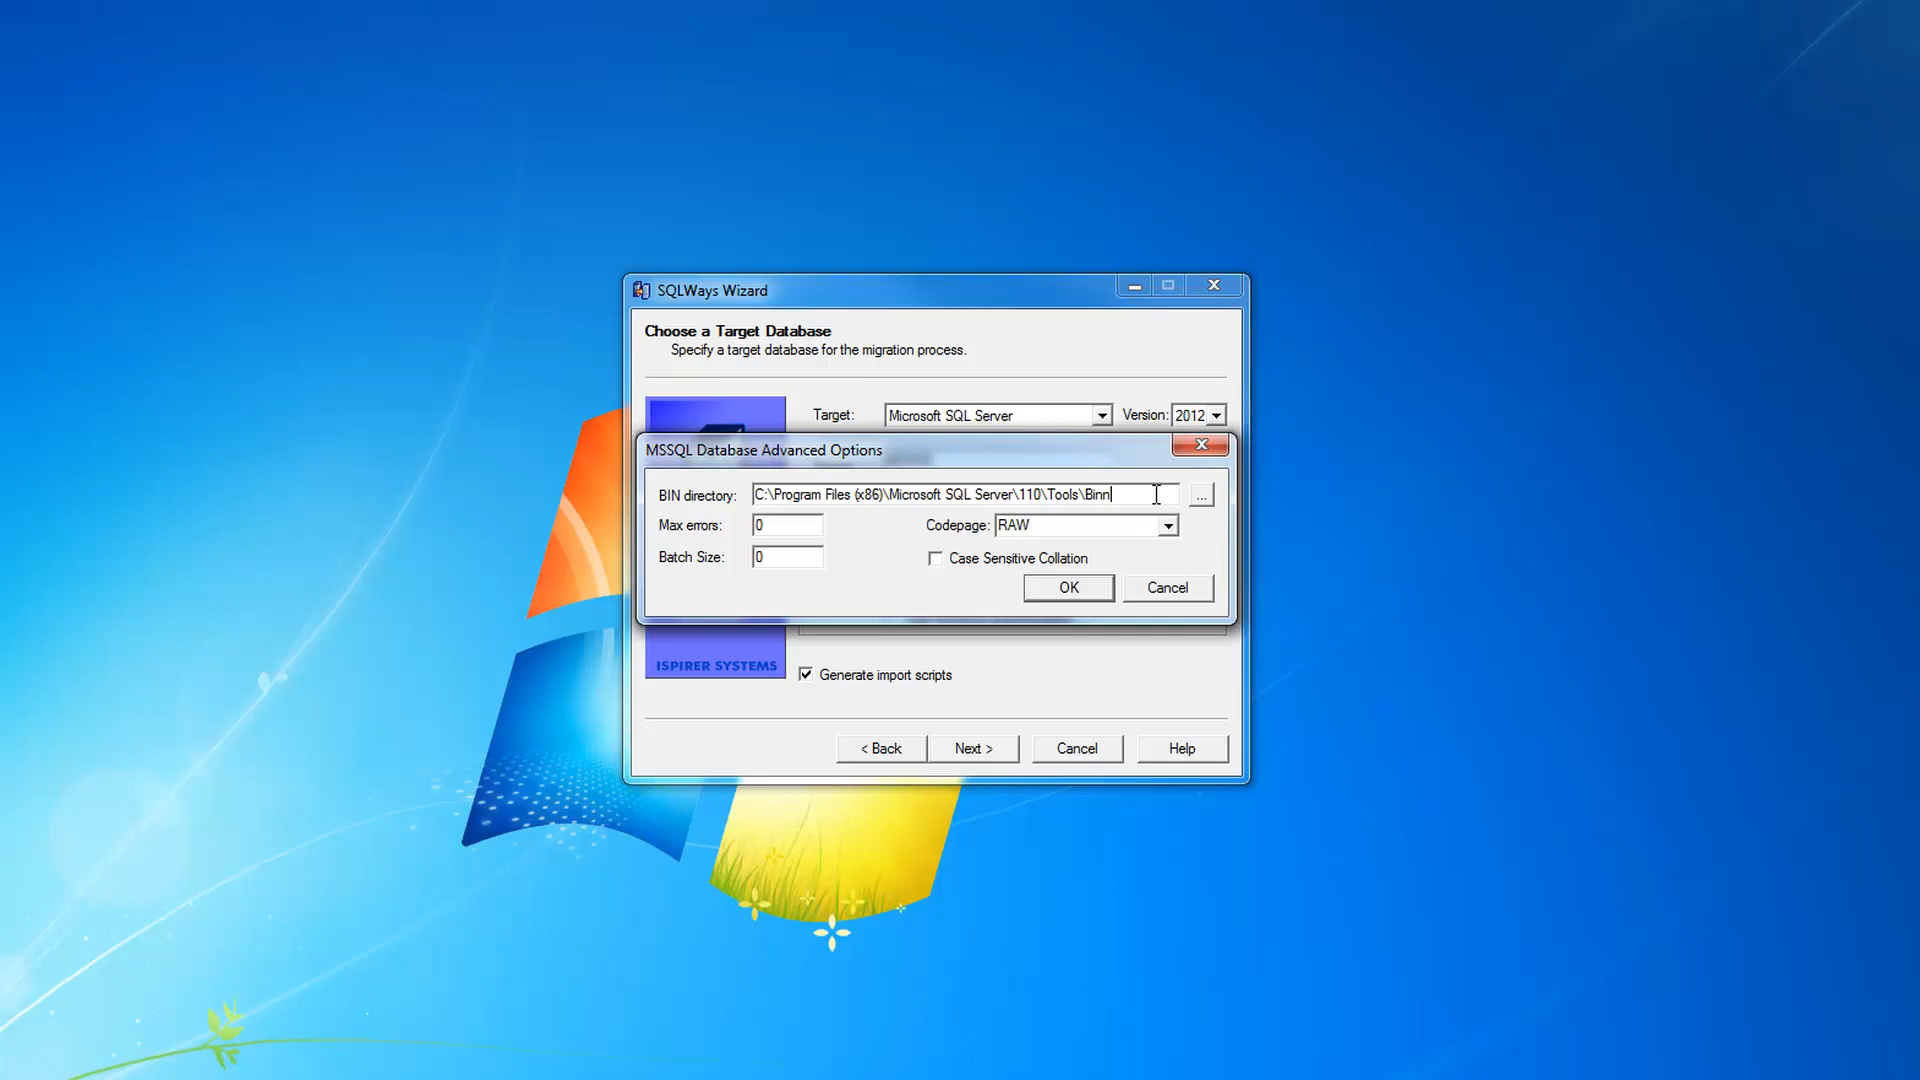 SQLWays Wizard
Choose a Target Database
Specify a target database for the migration process.
Target: Microsoft SQL Server Version: 2012
MSSQL Database Advanced Options
BIN directory: C:\Program Files (x86)\Microsoft SQL Server\110\Tools\Binn ...
Max errors: 0 Codepage: RAW
Batch Size: 0 Case Sensitive Collation
OK Cancel
ISPIRER SYSTEMS
Generate import scripts
< Back Next > Cancel Help